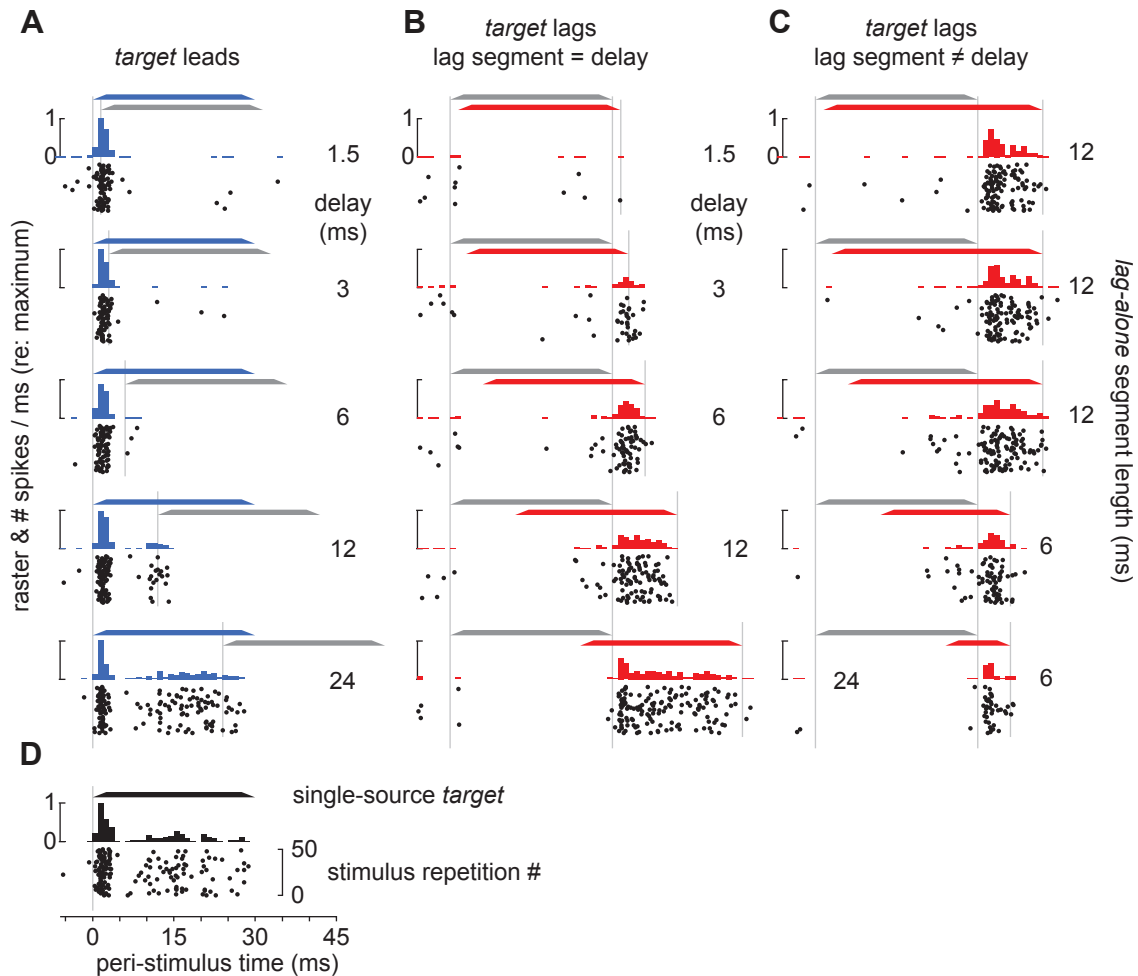 A
target leads
B
target lags
lag segment = delay
C
target lags
lag segment ≠ delay
raster & # spikes / ms (re: maximum)
1
0
1.5
delay
(ms)
3
6
12
24
1
0
1.5
delay
(ms)
3
6
12
24
1
0
12
12
12
6
6
lag-alone segment length (ms)
D
1
0
single-source target
50
0
stimulus repetition #
0
15
30
45
peri-stimulus time (ms)